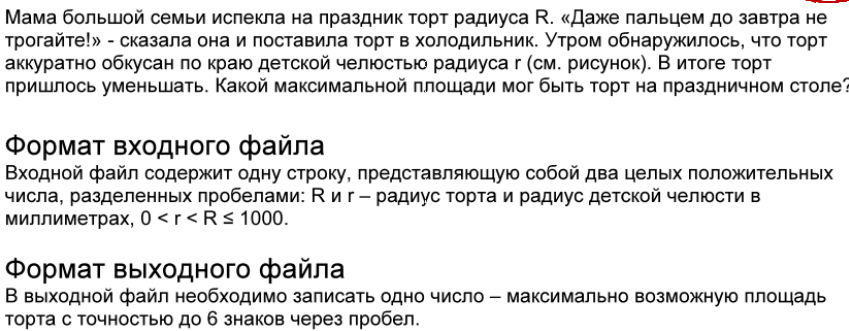 Мама большой семьи испекла на праздник торт радиуса R. «Даже пальцем до завтра не
трогайте!» - сказала она и поставила торт в холодильник. Утром обнаружилось, что торт
аккуратно обкусан по краю детской челюстью радиуса r (см. рисунок). В итоге торт
пришлось уменьшать. Какой максимальной площади мог быть торт на праздничном столе?
Формат входного файла
Входной файл содержит одну строку, представляющую собой два целых положительных
числа, разделенных пробелами: R и r – радиус торта и радиус детской челюсти в
миллиметрах, 0 < r < R ≤ 1000.
Формат выходного файла
В выходной файл необходимо записать одно число – максимально возможную площадь
торта с точностью до 6 знаков через пробел.